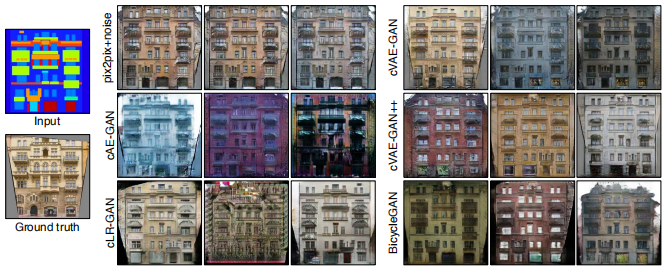 Input
Ground truth
pix2pix+noise
cAE-GAN
cLR-GAN
cVAE-GAN
cVAE-GAN++
BicycleGAN